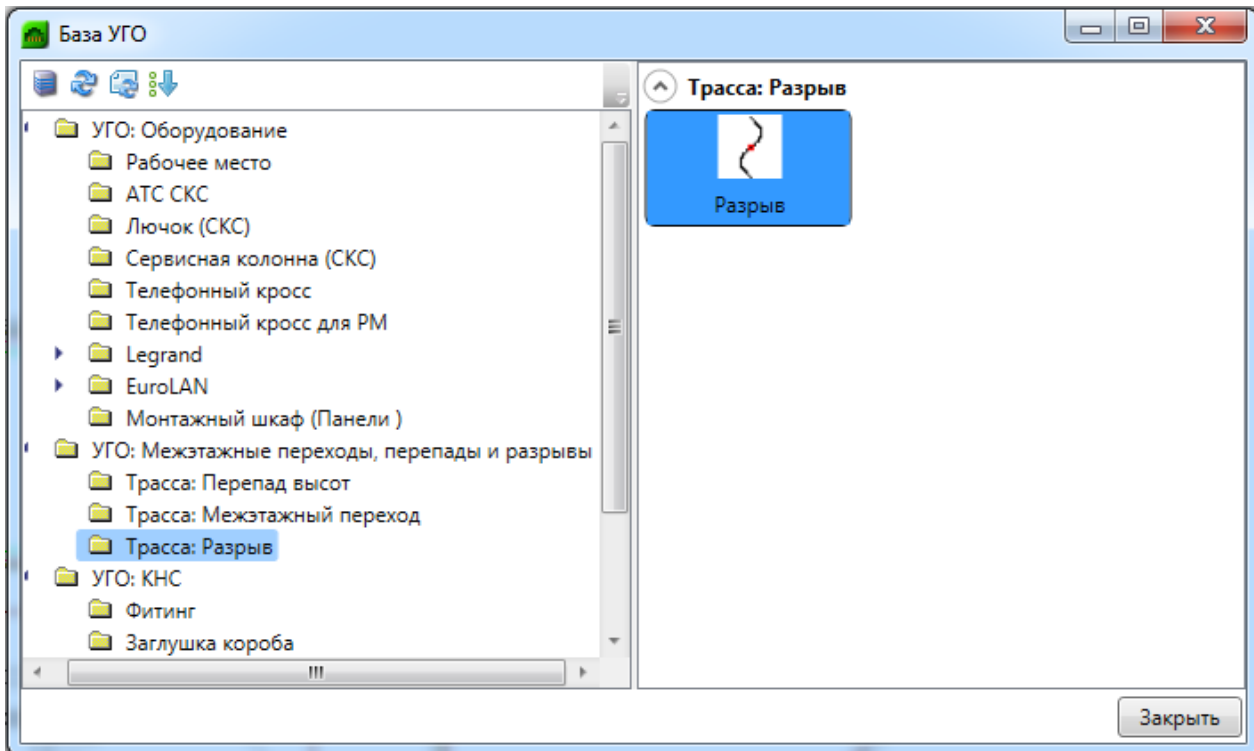 База УГО
УГО: Оборудование
Рабочее место
АТС СКС
Лючок (СКС)
Сервисная колонна (СКС)
Телефонный кросс
Телефонный кросс для РМ
Legrand
EuroLAN
Монтажный шкаф (Панели )
УГО: Межэтажные переходы, перепады и разрывы
Трасса: Перепад высот
Трасса: Межэтажный переход
Трасса: Разрыв
УГО: КНС
Фитинг
Заглушка короба
Трасса: Разрыв
Разрыв
Закрыть